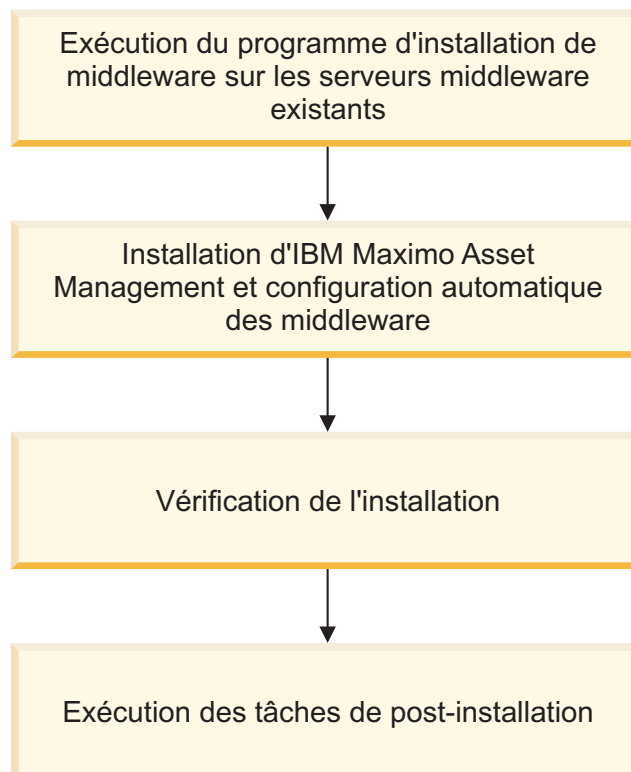 Exécution du programme d'installation de
middleware sur les serveurs middleware
existants
Installation d'IBM Maximo Asset
Management et configuration automatique
des middleware
Vérification de l'installation
Exécution des tâches de post-installation